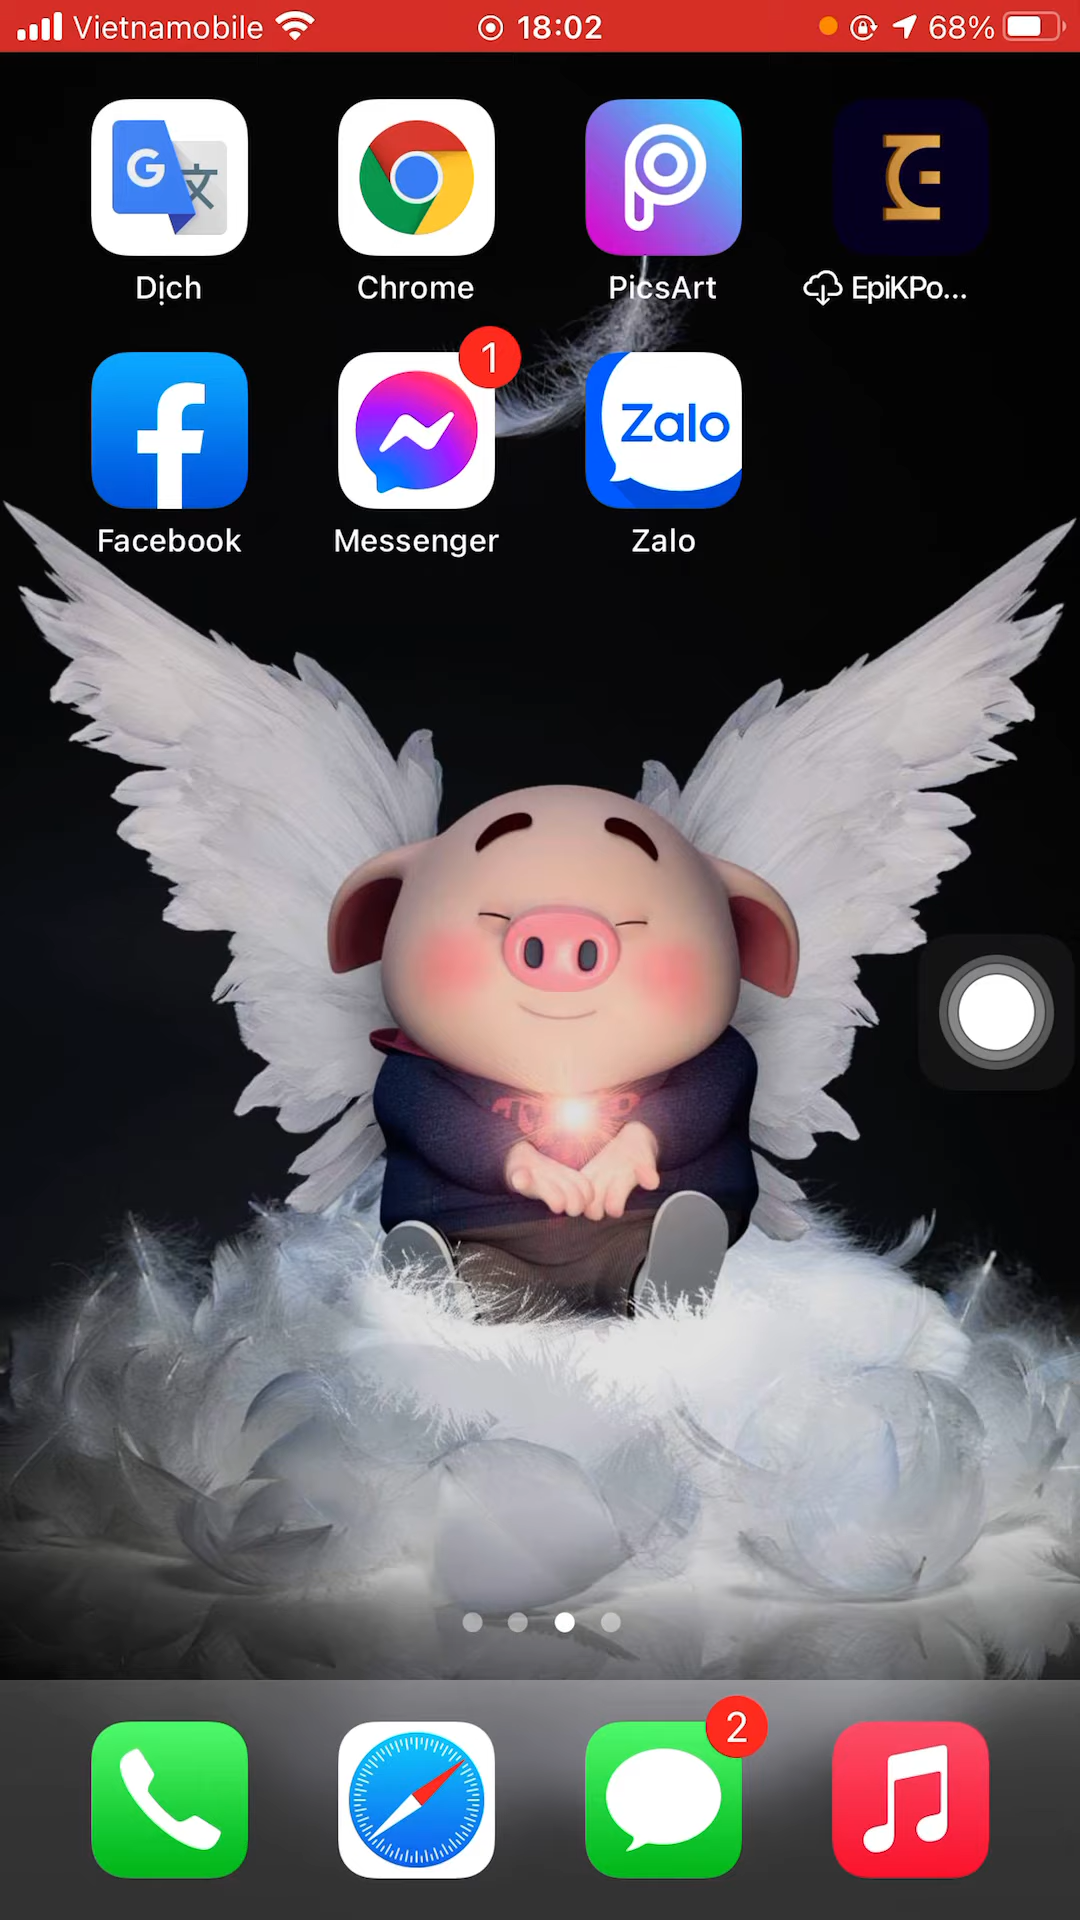 Vietnamobile 18:02 68%
Dịch Chrome PicsArt EpiKPo...
1
Zalo
Facebook Messenger Zalo
2